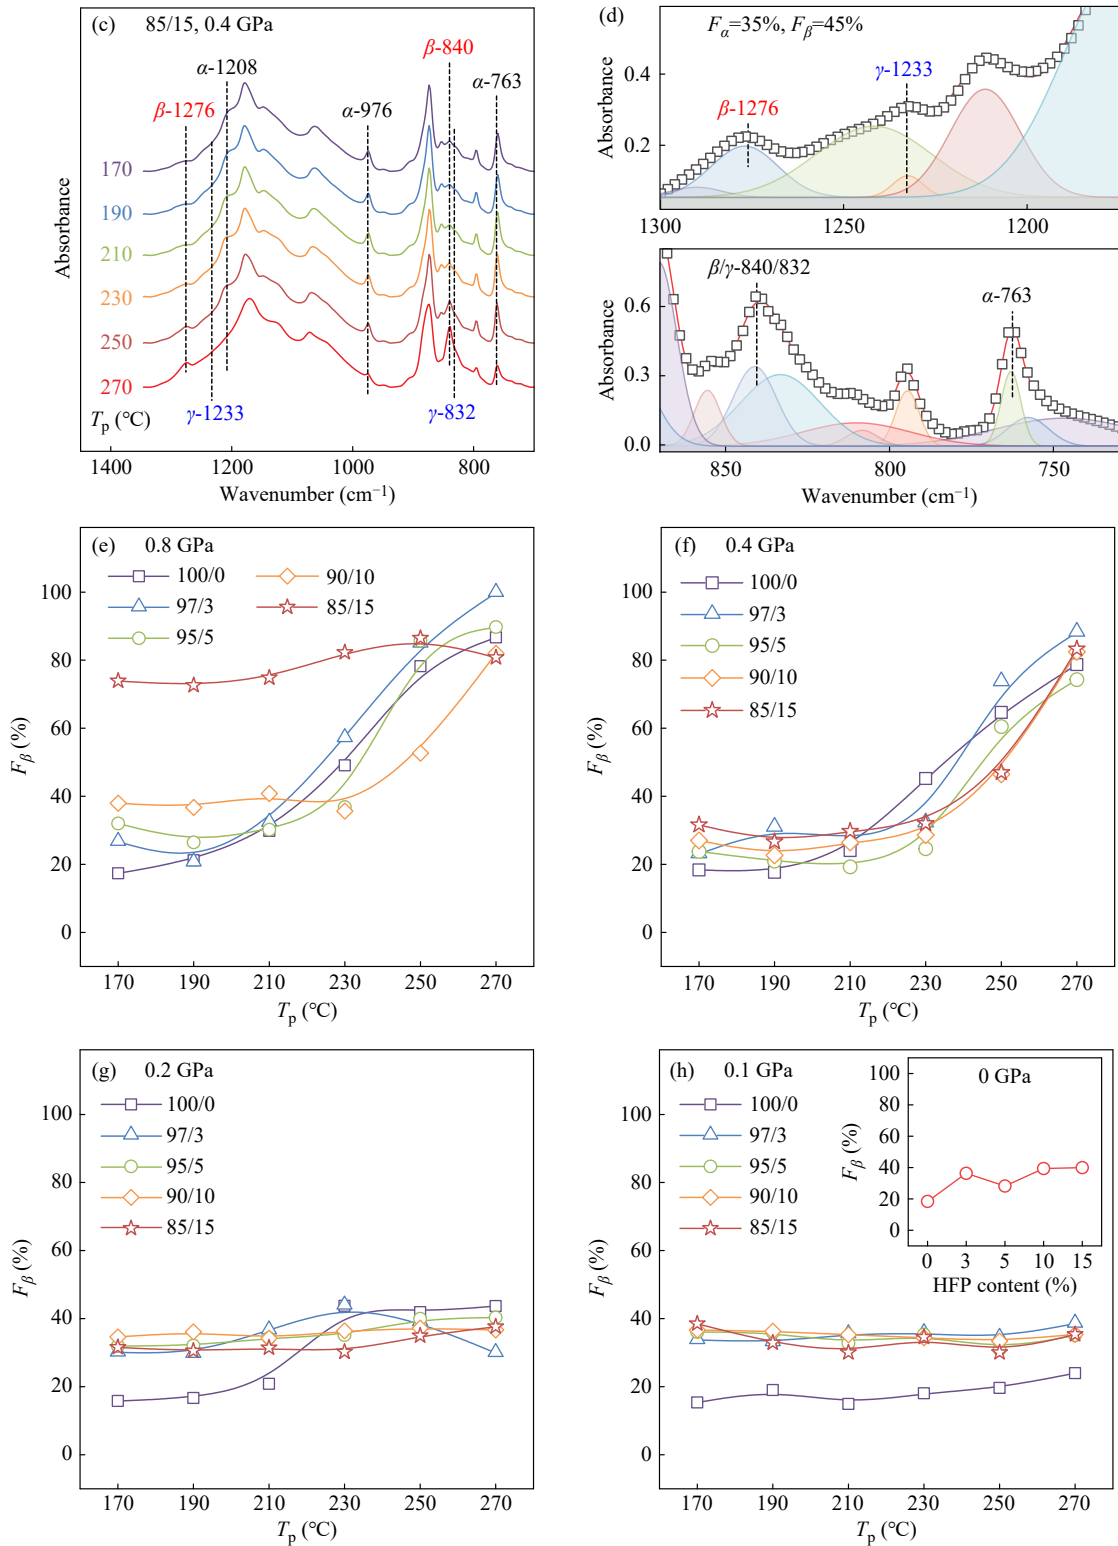 (c) 85/15, 0.4 GPa
β-840
α-1208
α-763
β-1276
α-976
170
190
210
230
250
270
Tp (°C)
γ-1233
γ-832
Absorbance
1400 1200 1000 800
Wavenumber (cm−1)
(d) Fα=35%, Fβ=45%
γ-1233
β-1276
Absorbance
0.4
0.2
1300 1250 1200
β/γ-840/832
α-763
Absorbance
0.6
0.3
0.0
850 800 750
Wavenumber (cm−1)
(e) 0.8 GPa
100/0 90/10
97/3 85/15
95/5
Fβ (%)
100
80
60
40
20
0
170 190 210 230 250 270
Tp (°C)
(f) 0.4 GPa
100/0
97/3
95/5
90/10
85/15
Fβ (%)
100
80
60
40
20
0
170 190 210 230 250 270
Tp (°C)
(g) 0.2 GPa
100/0
97/3
95/5
90/10
85/15
Fβ (%)
100
80
60
40
20
0
170 190 210 230 250 270
Tp (°C)
(h) 0.1 GPa
100/0
97/3
95/5
90/10
85/15
Fβ (%)
100
80
60
40
20
0
170 190 210 230 250 270
Tp (°C)
0 GPa
Fβ (%)
100
80
60
40
20
0
0 3 5 10 15
HFP content (%)